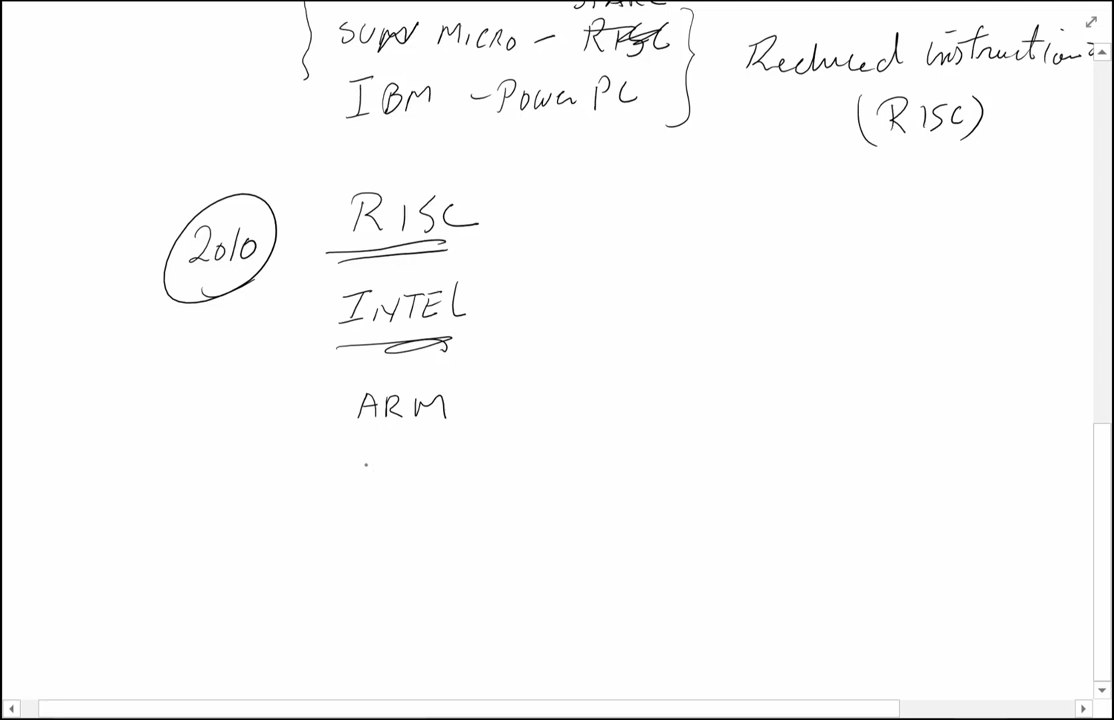 SUN MICRO - RISC
Reduced instruction
IBM - PowerPC
(RISC)
2010
RISC
INTEL
ARM